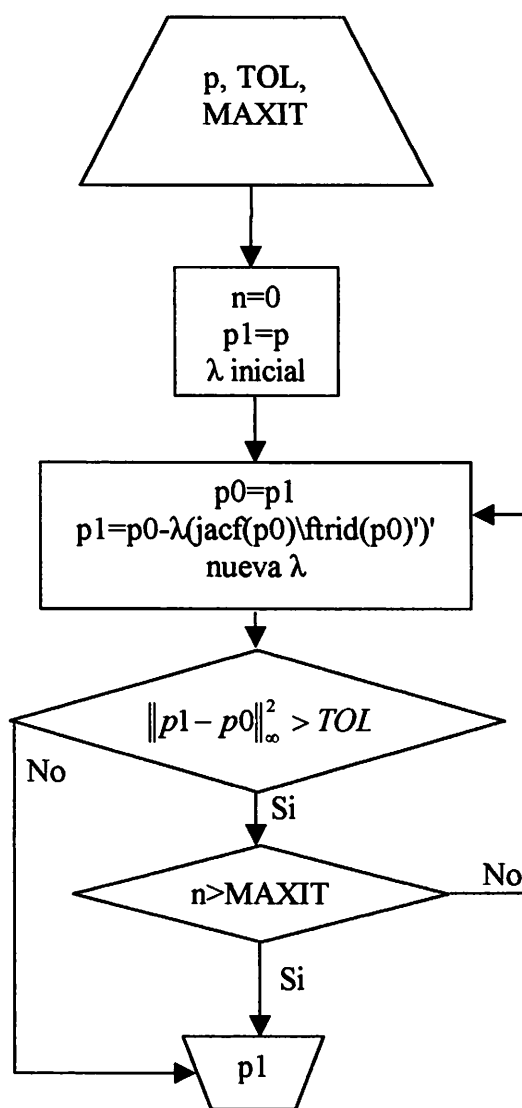 p, TOL,
MAXIT
n=0
p1=p
λ inicial
p0=p1
p1=p0-λ(jacf(p0)\ftrid(p0)')'
nueva λ
‖p1 − p0‖²∞ > TOL
No
Si
n>MAXIT
No
Si
p1